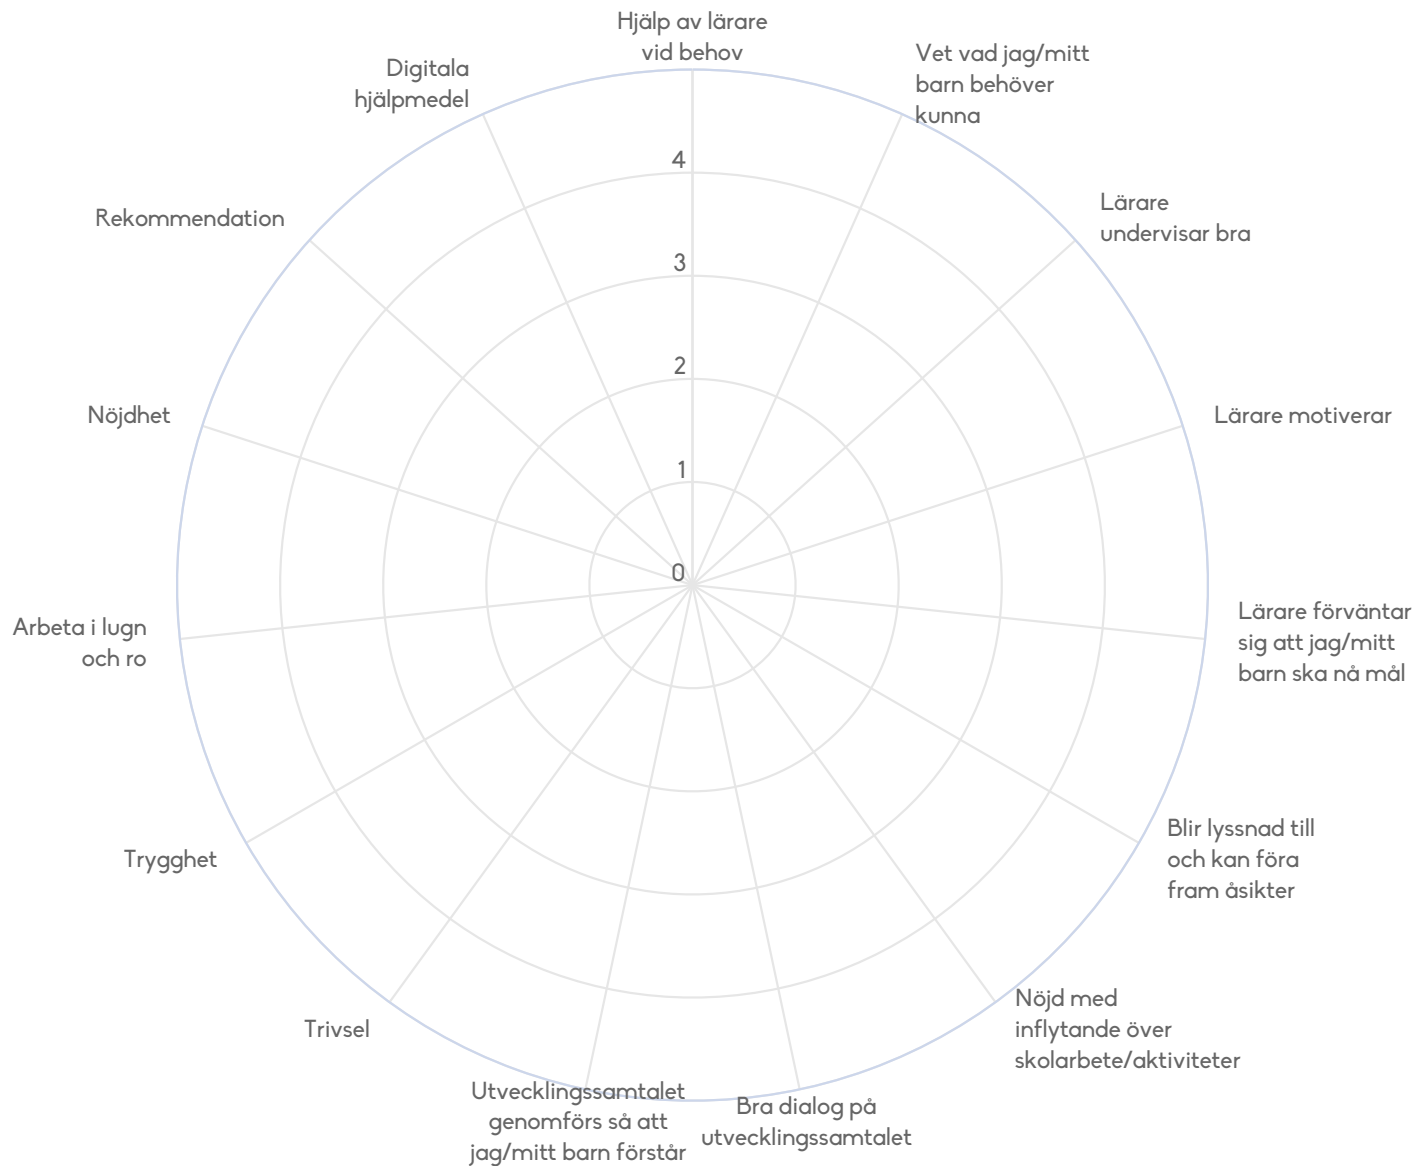 Hjälp av lärare
vid behov
Vet vad jag/mitt
barn behöver
kunna
Lärare
undervisar bra
Lärare motiverar
Lärare förväntar
sig att jag/mitt
barn ska nå mål
Blir lyssnad till
och kan föra
fram åsikter
Nöjd med
inflytande över
skolarbete/aktiviteter
Bra dialog på
utvecklingssamtalet
Utvecklingssamtalet
genomförs så att
jag/mitt barn förstår
Trivsel
Trygghet
Arbeta i lugn
och ro
Nöjdhet
Rekommendation
Digitala
hjälpmedel
4
3
2
1
0